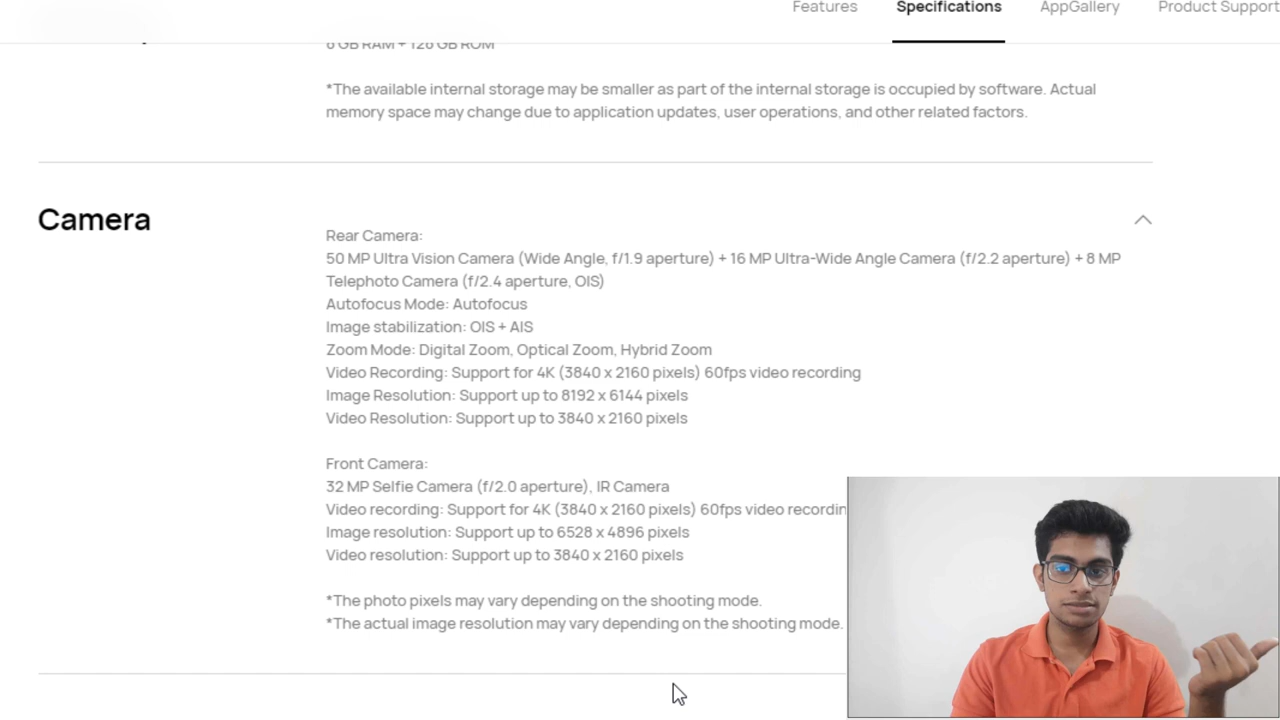 Features Specifications AppGallery Product Support
6 GB RAM + 128 GB ROM
*The available internal storage may be smaller as part of the internal storage is occupied by software. Actual
memory space may change due to application updates, user operations, and other related factors.
Camera
Rear Camera:
50 MP Ultra Vision Camera (Wide Angle, f/1.9 aperture) + 16 MP Ultra-Wide Angle Camera (f/2.2 aperture) + 8 MP
Telephoto Camera (f/2.4 aperture, OIS)
Autofocus Mode: Autofocus
Image stabilization: OIS + AIS
Zoom Mode: Digital Zoom, Optical Zoom, Hybrid Zoom
Video Recording: Support for 4K (3840 x 2160 pixels) 60fps video recording
Image Resolution: Support up to 8192 x 6144 pixels
Video Resolution: Support up to 3840 x 2160 pixels
Front Camera:
32 MP Selfie Camera (f/2.0 aperture), IR Camera
Video recording: Support for 4K (3840 x 2160 pixels) 60fps video recordin
Image resolution: Support up to 6528 x 4896 pixels
Video resolution: Support up to 3840 x 2160 pixels
*The photo pixels may vary depending on the shooting mode.
*The actual image resolution may vary depending on the shooting mode.